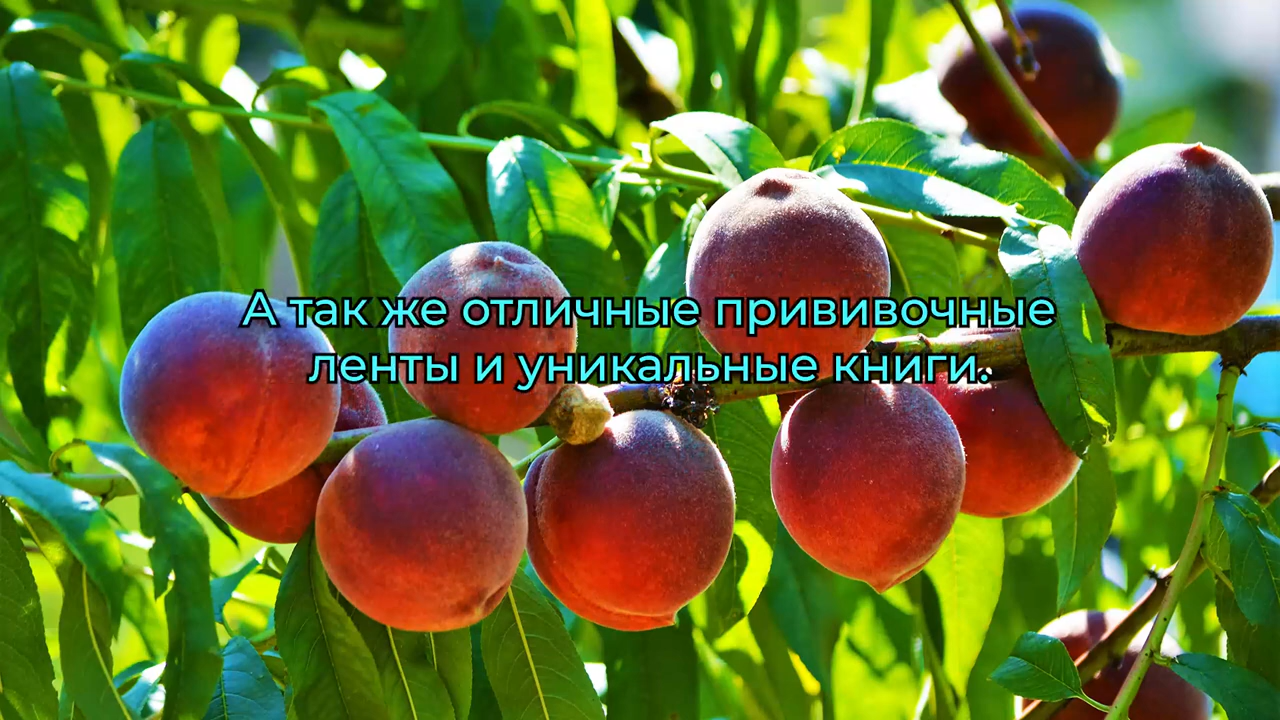 А так же отличные прививочные
ленты и уникальные книги.